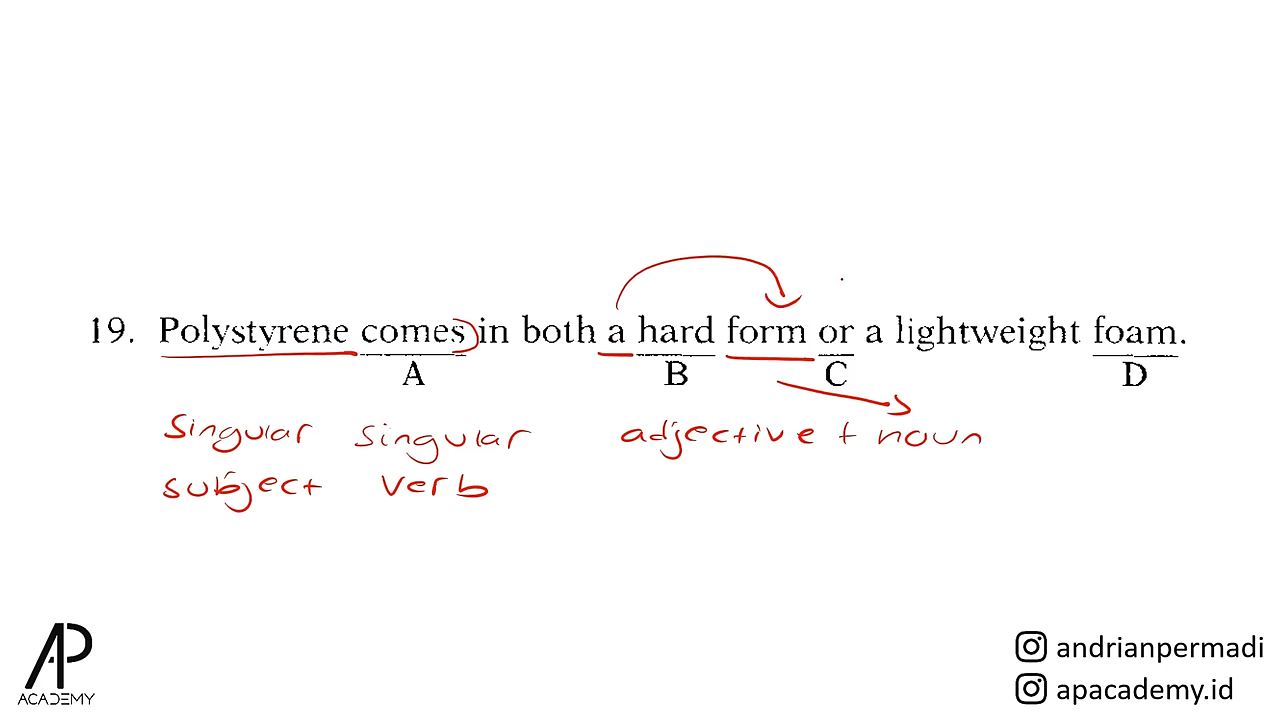 19. Polystyrene comes in both a hard form or a lightweight foam.
A B C D
singular singular adjective + noun
subject verb
AP
ACADEMY
andrianpermadi
apacademy.id